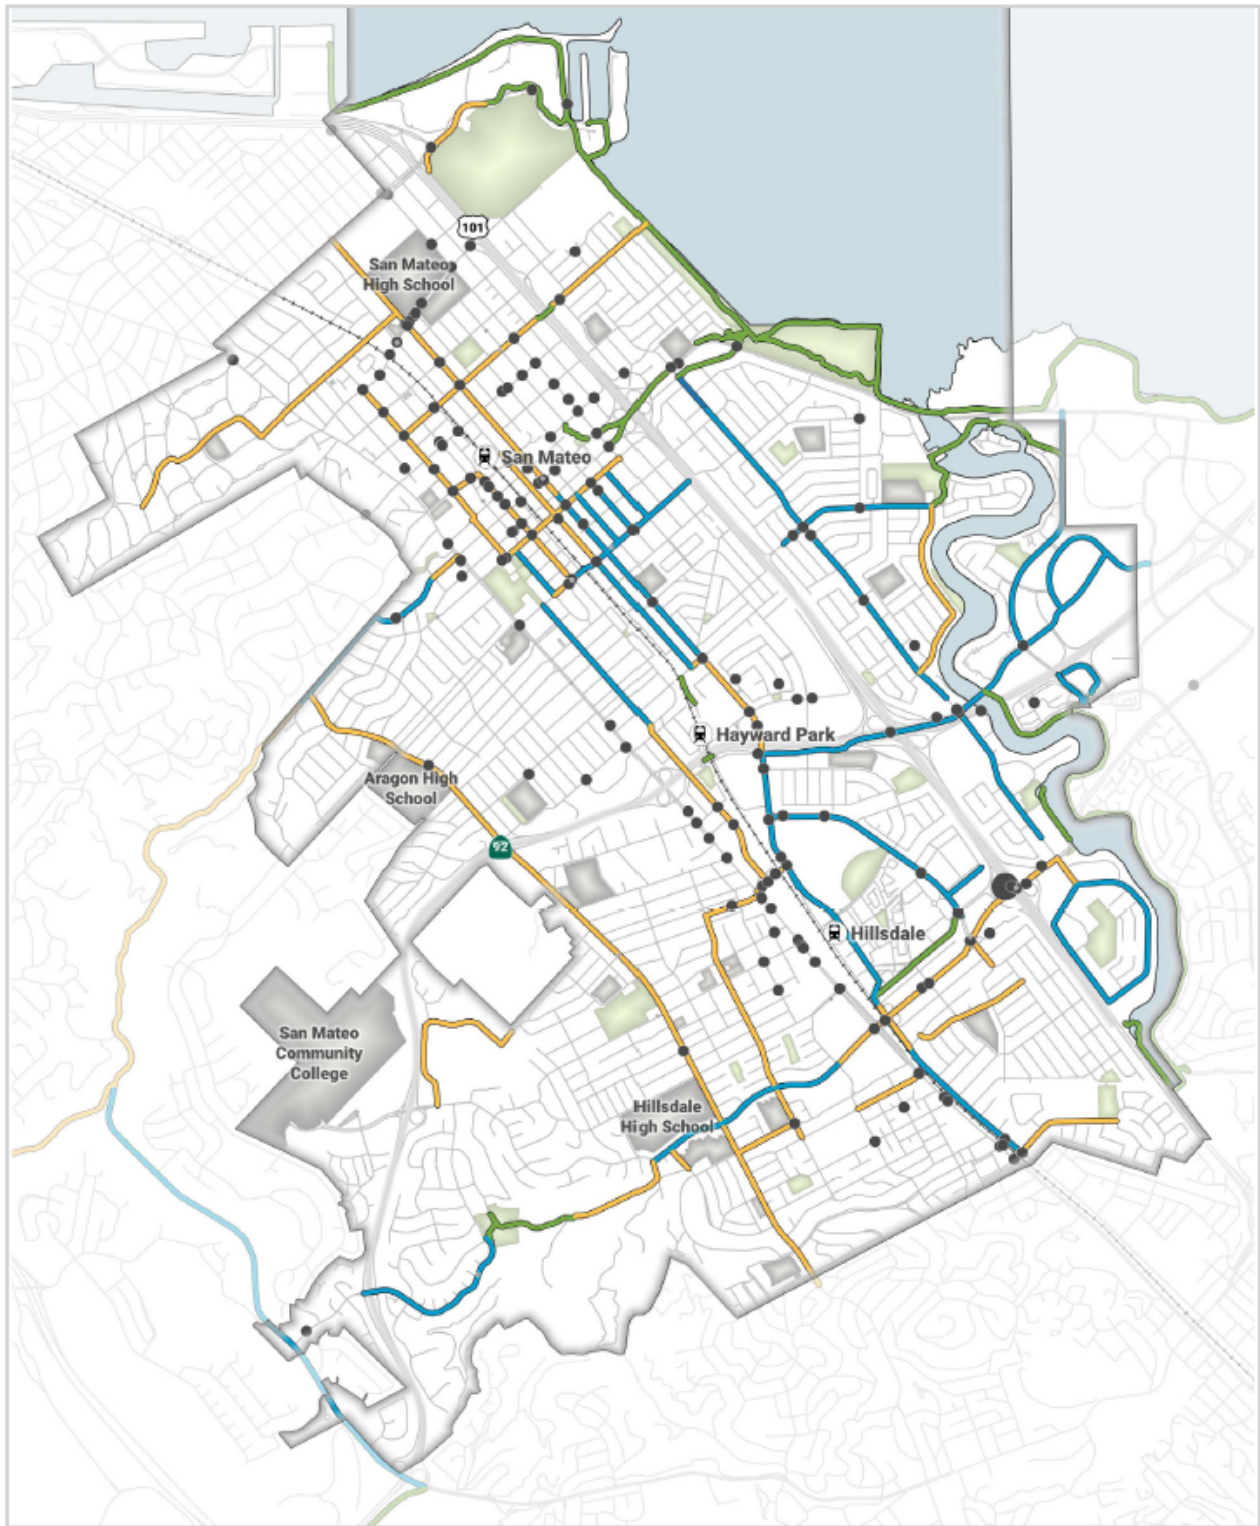 101
San Mateo
High School
San Mateo
Hayward Park
Aragon High
School
92
Hillsdale
San Mateo
Community
College
Hillsdale
High School